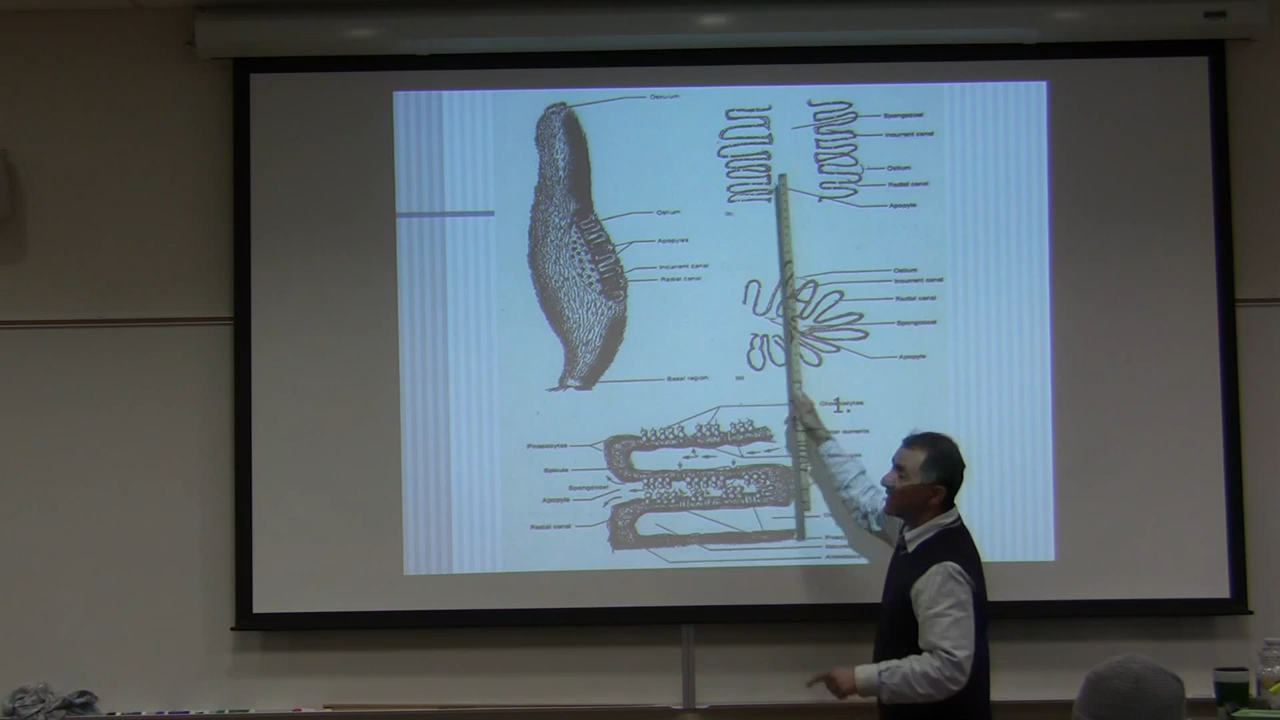 Osculum
Ostium
Apopyles
Incurrent canal
Radial canal
Basal region
Spongocoel
Incurrent canal
Ostium
Radial canal
Apopyle
Ostium
Incurrent canal
Radial canal
Spongocoel
Apopyle
1.
Pinacocytes
Spicule
Spongocoel
Apopyle
Radial canal